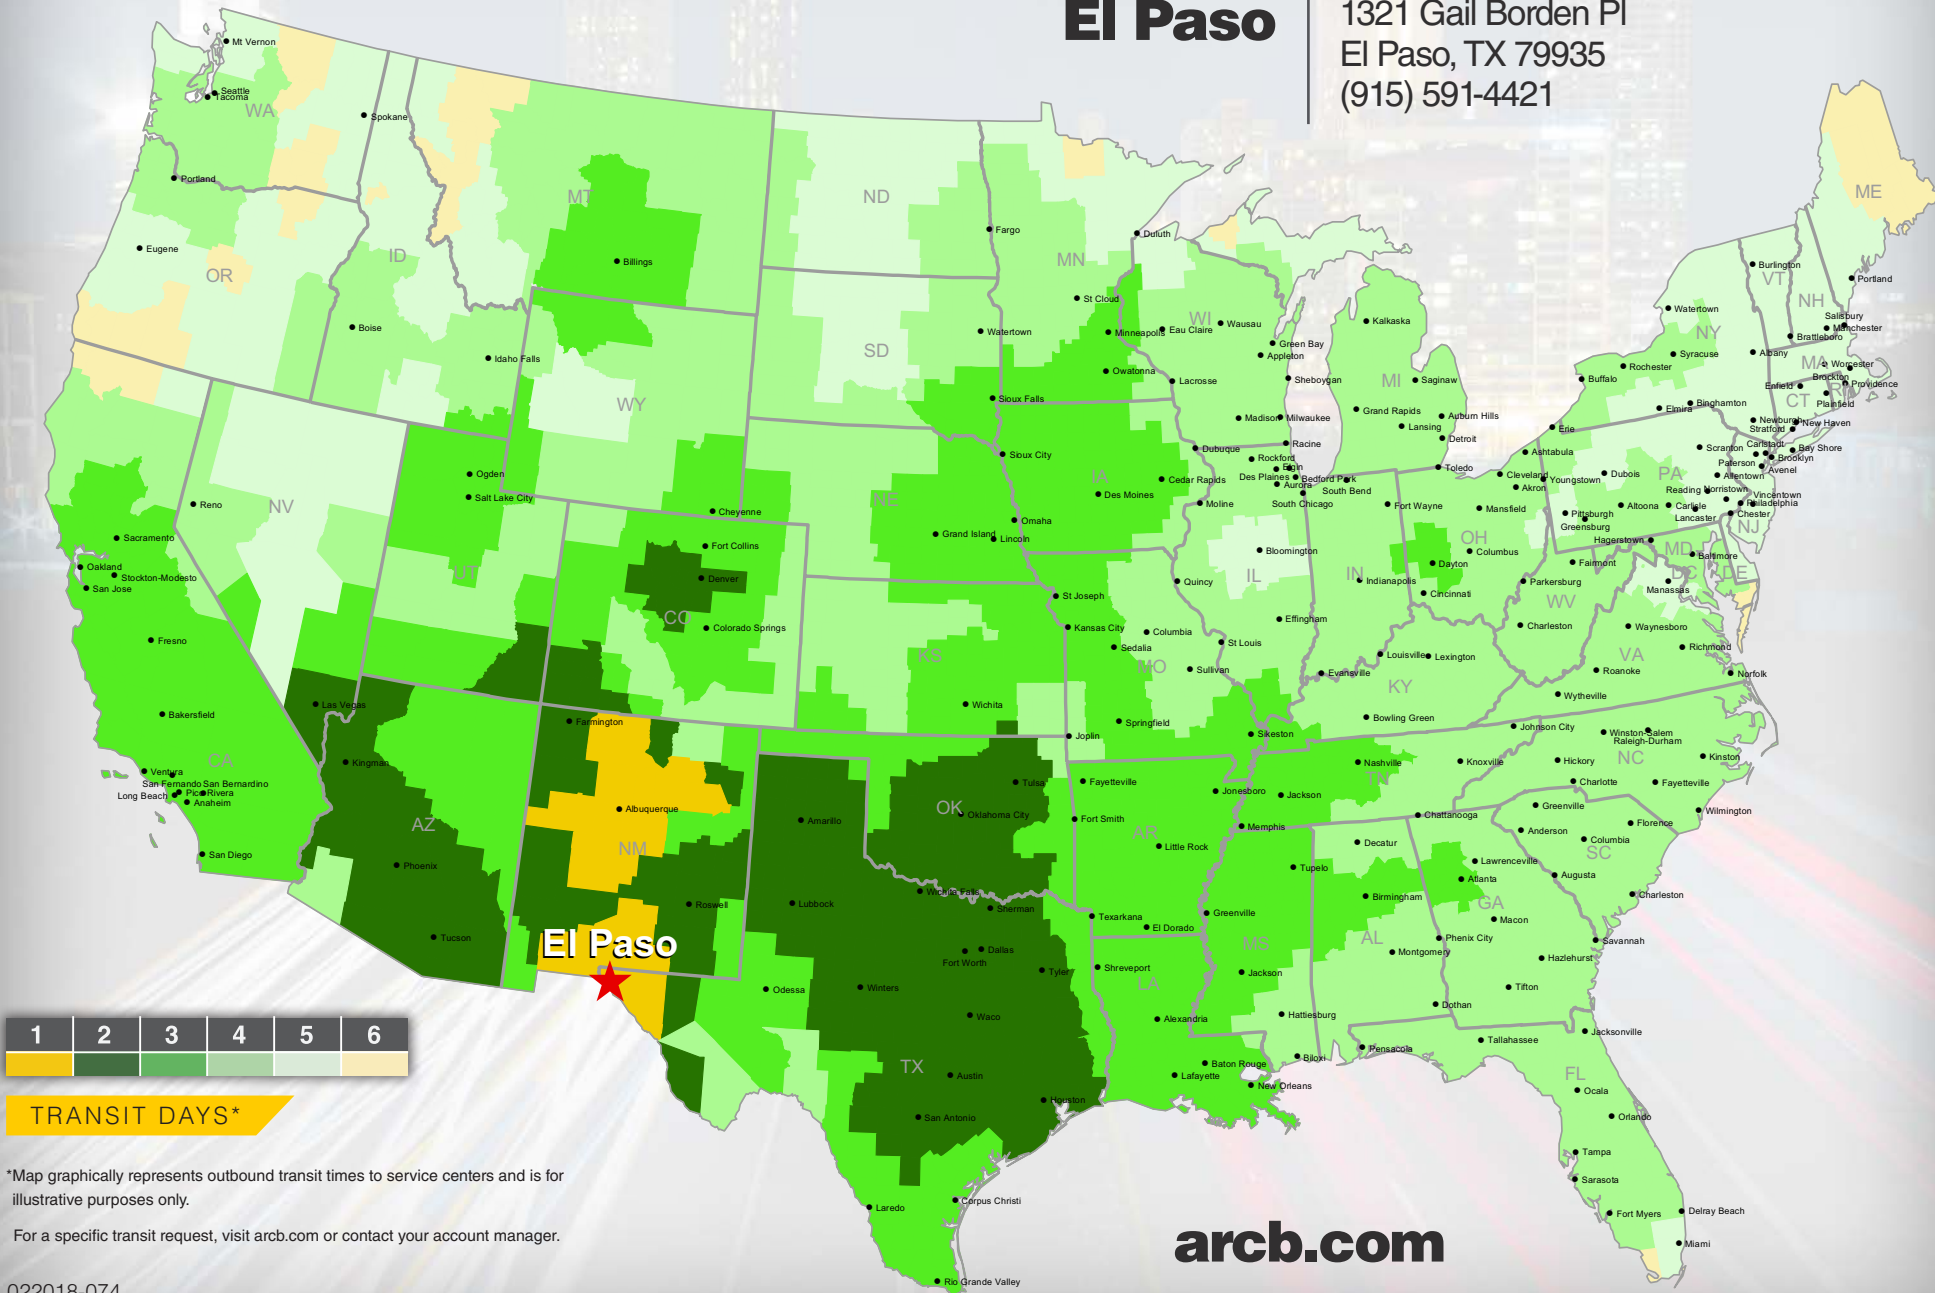 El Paso
1321 Gail Borden Pl
El Paso, TX 79935
(915) 591-4421
Mt Vernon
Seattle
Tacoma
WA
Spokane
Portland
Eugene
OR
ID
Boise
Idaho Falls
MT
Billings
ND
Fargo
Duluth
MN
St Cloud
Minneapolis
Owatonna
Watertown
SD
Sioux Falls
WY
Cheyenne
WI
Eau Claire
Wausau
Green Bay
Appleton
Sheboygan
Lacrosse
Madison
Milwaukee
Racine
Kalkaska
MI
Saginaw
Grand Rapids
Lansing
Auburn Hills
Detroit
ME
Portland
Burlington
VT
NH
Salisbury
Manchester
Brattleboro
Watertown
NY
Syracuse
Rochester
Buffalo
Albany
MA
Worcester
Brockton
Providence
RI
Enfield
CT
Plainfield
Binghamton
Elmira
Newburgh
Stratford
New Haven
Erie
Ashtabula
Scranton
Carlstadt
Bay Shore
Brooklyn
Paterson
Avenel
Allentown
Dubois
PA
Reading
Norristown
Vincentown
Philadelphia
Chester
Altoona
Carlisle
Lancaster
Pittsburgh
Greensburg
NJ
Hagerstown
MD
Baltimore
DC
DE
Manassas
Fairmont
Parkersburg
WV
Charleston
Waynesboro
VA
Richmond
Roanoke
Norfolk
Wytheville
Toledo
Cleveland
Youngstown
Akron
Mansfield
OH
Columbus
Dayton
Cincinnati
South Bend
Fort Wayne
IN
Indianapolis
Evansville
Louisville
Lexington
KY
Bowling Green
Dubuque
Rockford
Elgin
Des Plaines
Bedford Park
Aurora
South Chicago
Moline
Bloomington
IL
Quincy
Effingham
Sioux City
IA
Cedar Rapids
Des Moines
Omaha
NE
Grand Island
Lincoln
Reno
NV
Las Vegas
Ogden
Salt Lake City
UT
Fort Collins
Denver
CO
Colorado Springs
St Joseph
Kansas City
Columbia
Sedalia
St Louis
MO
Sullivan
Springfield
Joplin
Sikeston
KS
Wichita
Sacramento
Oakland
Stockton-Modesto
San Jose
Fresno
Bakersfield
CA
Ventura
San Fernando
San Bernardino
Long Beach
Pico Rivera
Anaheim
San Diego
Kingman
AZ
Phoenix
Tucson
Farmington
Albuquerque
NM
Roswell
El Paso
Amarillo
Lubbock
Wichita Falls
Sherman
Dallas
Fort Worth
Tyler
Odessa
Winters
Waco
TX
Austin
Houston
San Antonio
Laredo
Corpus Christi
Rio Grande Valley
OK
Tulsa
Oklahoma City
Fayetteville
Fort Smith
AR
Jonesboro
Little Rock
Texarkana
El Dorado
Shreveport
LA
Alexandria
Baton Rouge
Lafayette
New Orleans
Nashville
TN
Jackson
Memphis
Knoxville
Johnson City
Chattanooga
Tupelo
Greenville
MS
Jackson
Hattiesburg
Biloxi
Decatur
Birmingham
AL
Montgomery
Dothan
Lawrenceville
Atlanta
GA
Augusta
Macon
Phenix City
Savannah
Hazlehurst
Tifton
Winston-Salem
Raleigh-Durham
Hickory
NC
Kinston
Charlotte
Fayetteville
Wilmington
Greenville
Anderson
Florence
Columbia
SC
Charleston
Pensacola
Tallahassee
Jacksonville
FL
Ocala
Orlando
Tampa
Sarasota
Fort Myers
Delray Beach
Miami
1 2 3 4 5 6
TRANSIT DAYS*
*Map graphically represents outbound transit times to service centers and is for
illustrative purposes only.
For a specific transit request, visit arcb.com or contact your account manager.
arcb.com
022018-074